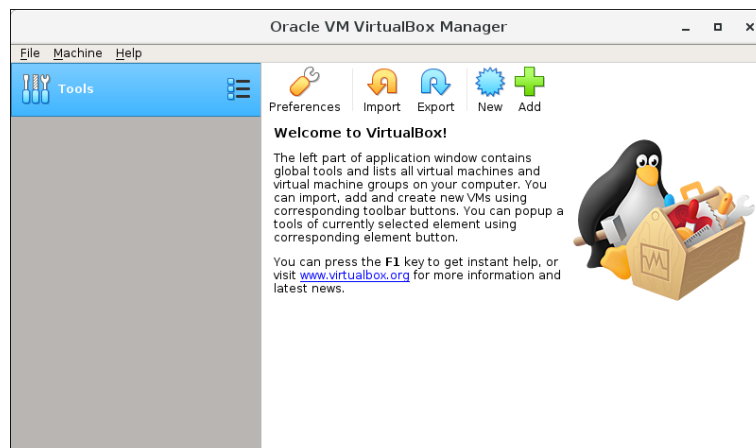 Oracle VM VirtualBox Manager
File Machine Help
Tools
Preferences Import Export New Add
Welcome to VirtualBox!
The left part of application window contains
global tools and lists all virtual machines and
virtual machine groups on your computer. You
can import, add and create new VMs using
corresponding toolbar buttons. You can popup a
tools of currently selected element using
corresponding element button.
You can press the F1 key to get instant help, or
visit www.virtualbox.org for more information and
latest news.